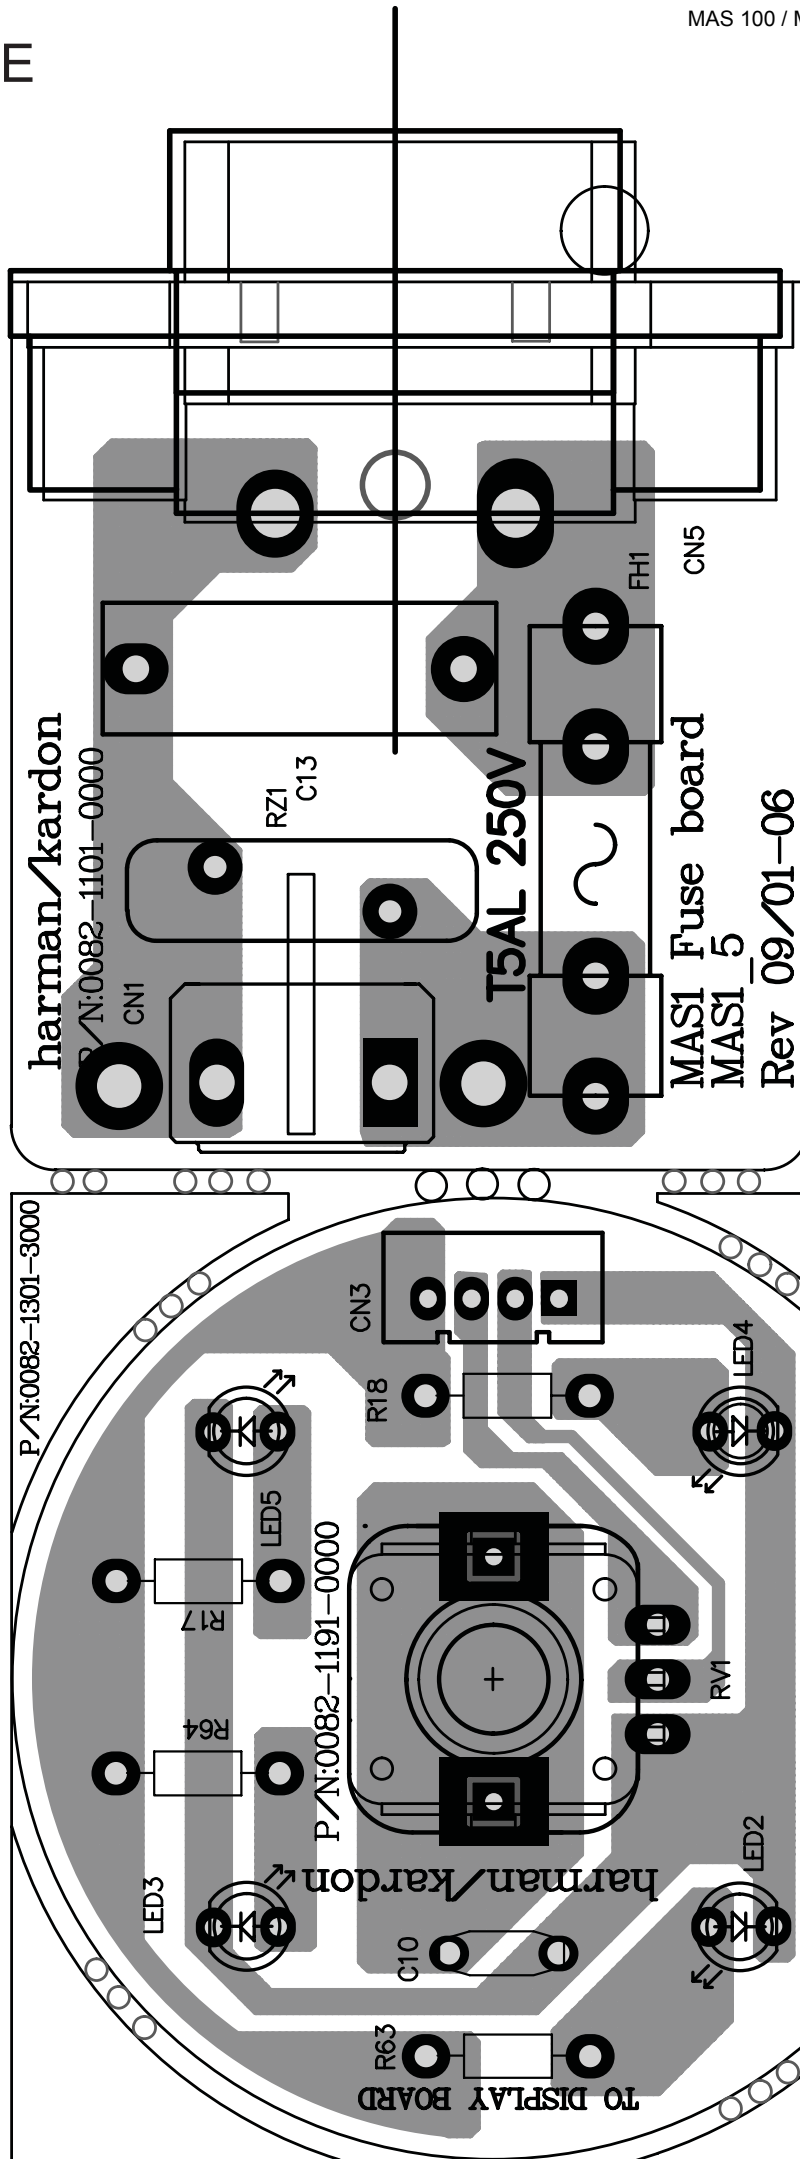 MAS 100 / M
E
CN5
FH1
harman/kardon
P/N:0082-1101-0000
RZ1
C13
T5AL 250V
MAS1 Fuse board
MAS1_5
Rev 09/01-06
CN1
P/N:0082-1301-3000
CN3
LED4
R18
LED5
R17
P/N:0082-1191-0000
RV1
R64
LED2
harman/kardon
LED3
C10
R63
TO DISPLAY BOARD